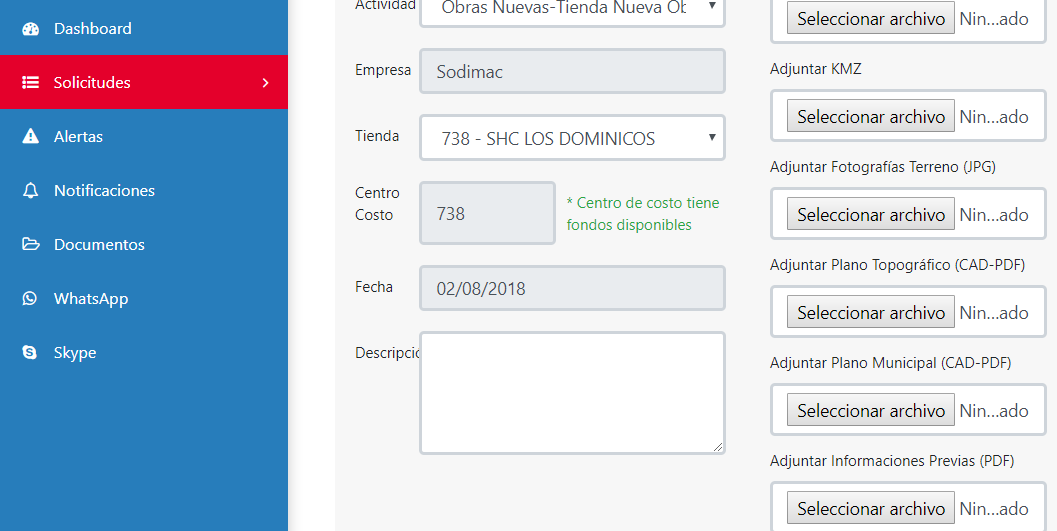 Dashboard
Solicitudes
Alertas
Notificaciones
Documentos
WhatsApp
Skype
Actividad
Obras Nuevas-Tienda Nueva Ob
Empresa
Sodimac
Tienda
738 - SHC LOS DOMINICOS
Centro
Costo
738
* Centro de costo tiene
fondos disponibles
Fecha
02/08/2018
Descripció
Seleccionar archivo Nin...ado
Adjuntar KMZ
Seleccionar archivo Nin...ado
Adjuntar Fotografías Terreno (JPG)
Seleccionar archivo Nin...ado
Adjuntar Plano Topográfico (CAD-PDF)
Seleccionar archivo Nin...ado
Adjuntar Plano Municipal (CAD-PDF)
Seleccionar archivo Nin...ado
Adjuntar Informaciones Previas (PDF)
Seleccionar archivo Nin...ado